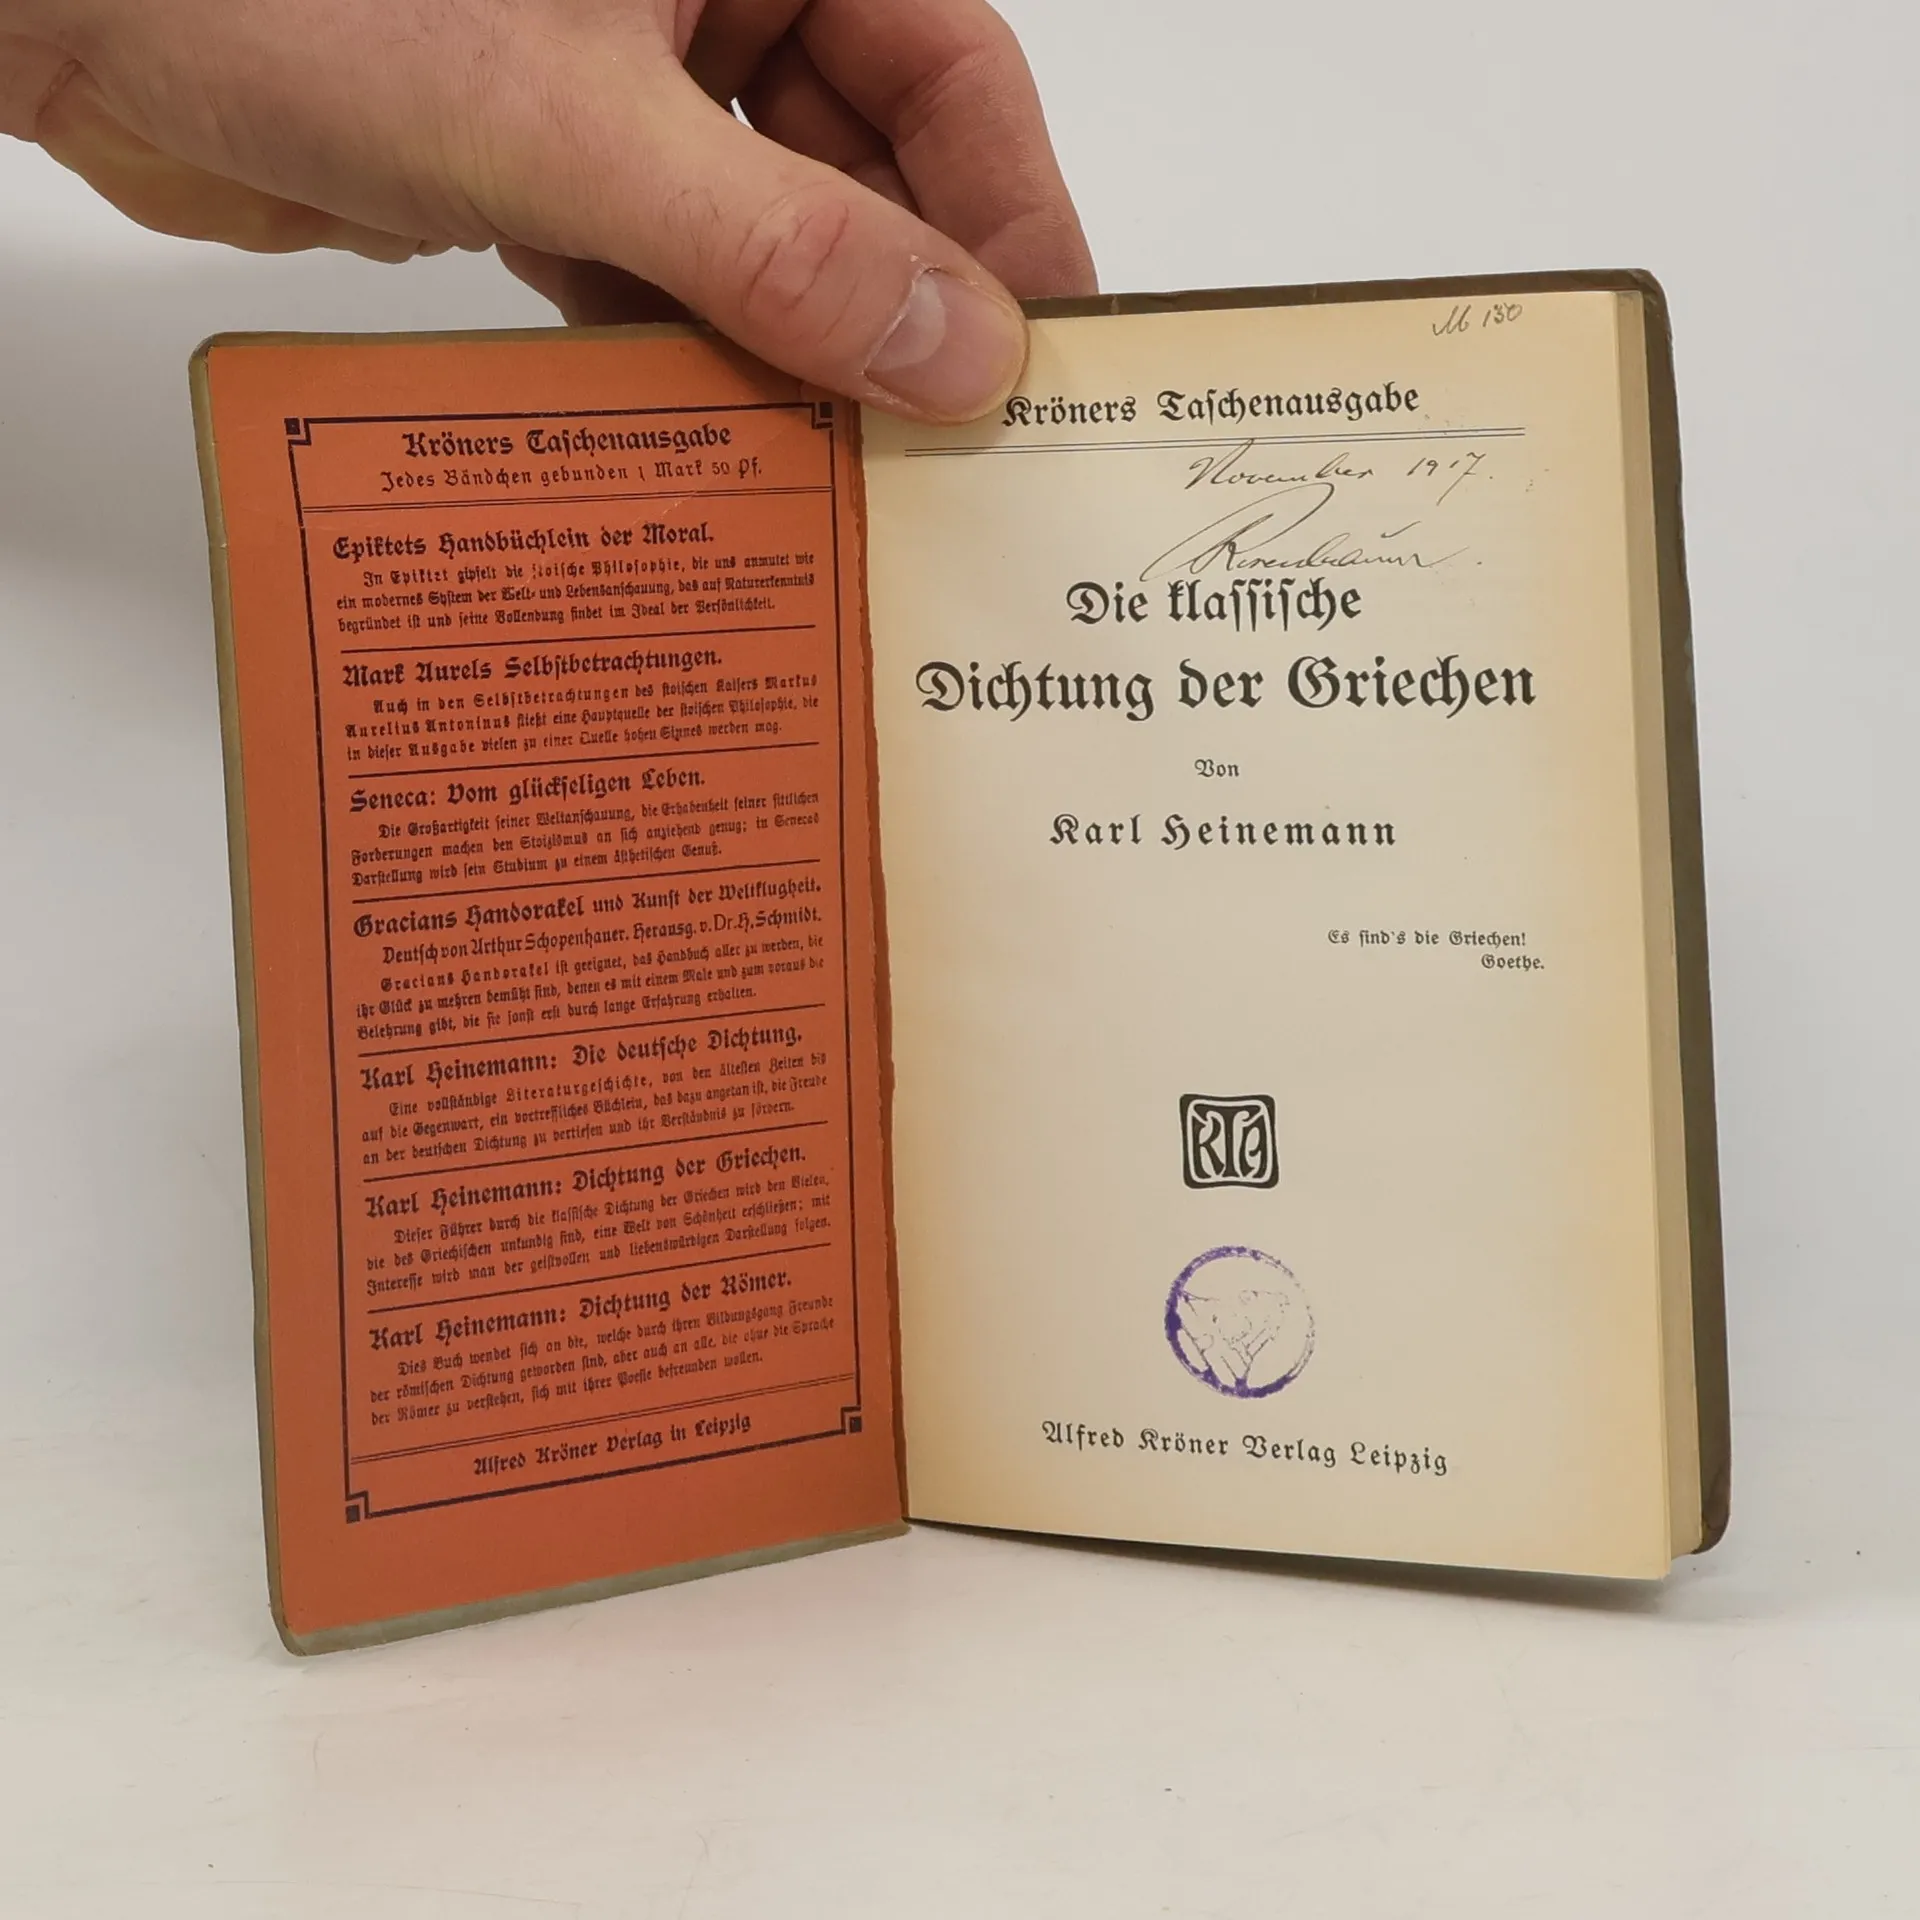 Kröners Taſchenausgabe
Jedes Bändchen gebunden 1 Mark 50 Pf.
Epiktets Handbüchlein der Moral.
In Epiktet gipfelt die ſtoiſche Philoſophie, die uns anmutet wie
ein modernes Syſtem der Welt- und Lebensanſchauung, das auf Naturerkenntnis
begründet iſt und ſeine Vollendung findet im Ideal der Perſönlichkeit.
Mark Aurels Selbſtbetrachtungen.
Auch in den Selbſtbetrachtungen des ſtoiſchen Kaiſers Markus
Aurelius Antoninus fließt eine Hauptquelle der ſtoiſchen Philoſophie, die
in dieſer Ausgabe vielen zu einer Quelle hohen Sinnes werden mag.
Seneca: Vom glückſeligen Leben.
Die Großartigkeit ſeiner Weltanſchauung, die Erhabenheit ſeiner ſittlichen
Forderungen machen den Stoizismus an ſich anziehend genug; in Senecas
Darſtellung wird ſein Studium zu einem äſthetiſchen Genuß.
Gracians Handorakel und Kunſt der Weltklugheit.
Deutſch von Arthur Schopenhauer. Herausg. v. Dr. H. Schmidt.
Gracians Handorakel iſt geeignet, das Handbuch aller zu werden, die
ihr Glück zu mehren bemüht ſind, denen es mit einem Male und zum voraus die
Belehrung gibt, die ſie ſonſt erſt durch lange Erfahrung erhalten.
Karl Heinemann: Die deutſche Dichtung.
Eine vollſtändige Literaturgeſchichte, von den älteſten Zeiten bis
auf die Gegenwart, ein vortreffliches Büchlein, das dazu angetan iſt, die Freude
an der deutſchen Dichtung zu vertiefen und ihr Verſtändnis zu fördern.
Karl Heinemann: Dichtung der Griechen.
Dieſer Führer durch die klaſſiſche Dichtung der Griechen wird den Vielen,
die des Griechiſchen unkundig ſind, eine Welt von Schönheit erſchließen; mit
Intereſſe wird man der geiſtvollen und liebenswürdigen Darſtellung folgen.
Karl Heinemann: Dichtung der Römer.
Dies Buch wendet ſich an die, welche durch ihren Bildungsgang Freunde
der römiſchen Dichtung geworden ſind, aber auch an alle, die ohne die Sprache
der Römer zu verſtehen, ſich mit ihrer Poeſie befreunden wollen.
Alfred Kröner Verlag in Leipzig
M 150
Kröners Taſchenausgabe
November 1917.
Rosenbaum
Die klaſſiſche
Dichtung der Griechen
Von
Karl Heinemann
Es ſind's die Griechen!
Goethe.
KTA
Alfred Kröner Verlag Leipzig